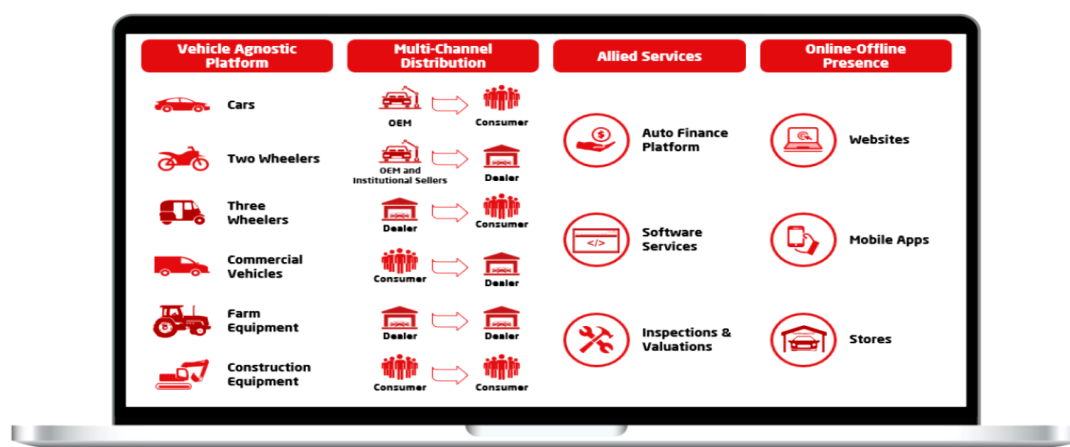 Vehicle Agnostic
Platform
Cars
Two Wheelers
Three
Wheelers
Commercial
Vehicles
Farm
Equipment
Construction
Equipment
Multi-Channel
Distribution
OEM
Consumer
OEM and
Institutional Sellers
Dealer
Dealer
Consumer
Consumer
Dealer
Dealer
Dealer
Consumer
Consumer
Allied Services
$
Auto Finance
Platform
</>
Software
Services
Inspections &
Valuations
Online-Offline
Presence
Websites
Mobile Apps
Stores